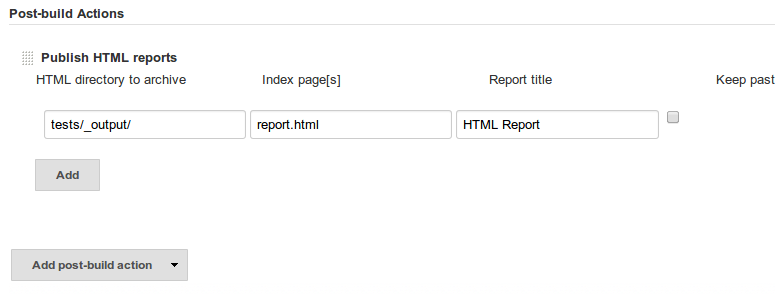 Post-build Actions
Publish HTML reports
HTML directory to archive Index page[s] Report title Keep past
tests/_output/ report.html HTML Report
Add
Add post-build action